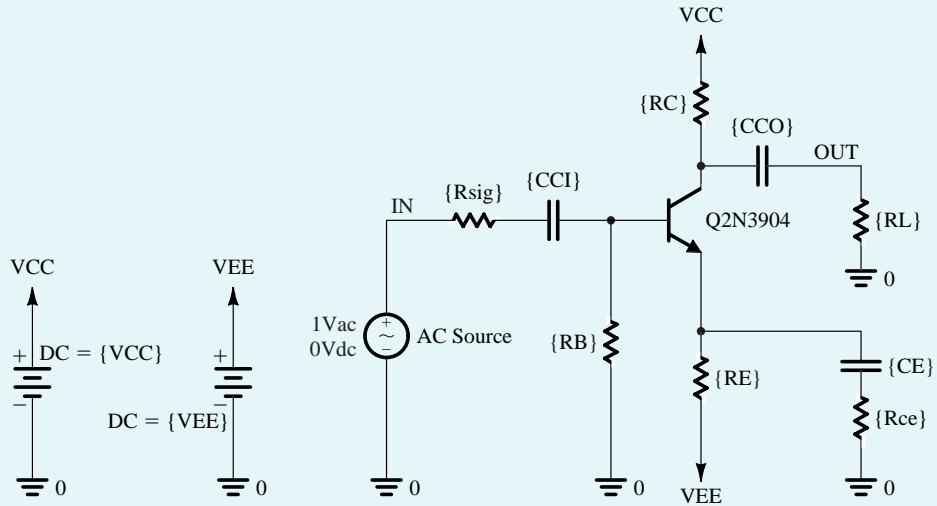 VCC
{RC}
{CCO}
OUT
{CCI}
{Rsig}
IN
Q2N3904
{RL}
0
VCC
VEE
1Vac
0Vdc
+
~
−
AC Source
{RB}
+
DC = {VCC}
−
+
−
DC = {VEE}
{RE}
{CE}
{Rce}
0
0
0
0
VEE
0